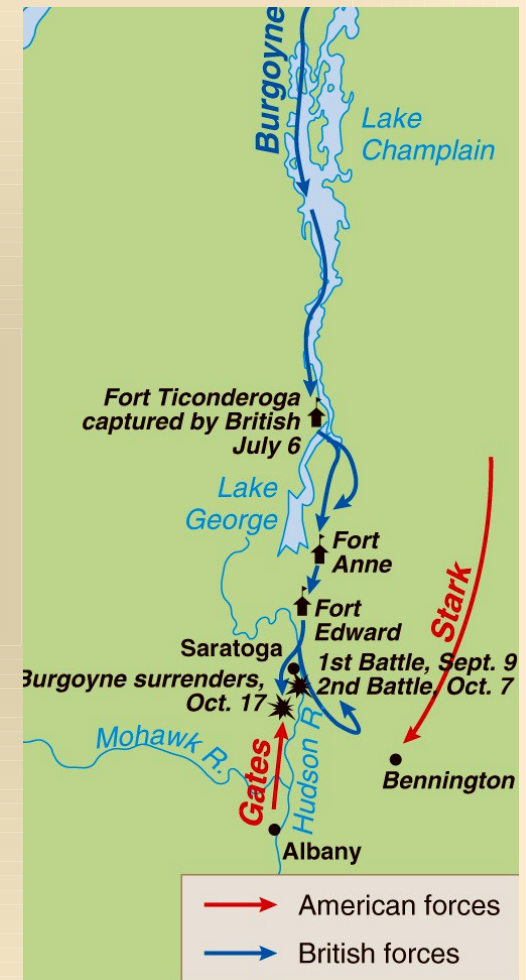 Burgoyne
Lake
Champlain
Fort Ticonderoga
captured by British
July 6
Lake
George
Fort
Anne
Fort
Edward
Stark
Saratoga
1st Battle, Sept. 9
2nd Battle, Oct. 7
Burgoyne surrenders,
Oct. 17
Mohawk R.
Gates
Hudson R.
Bennington
Albany
American forces
British forces